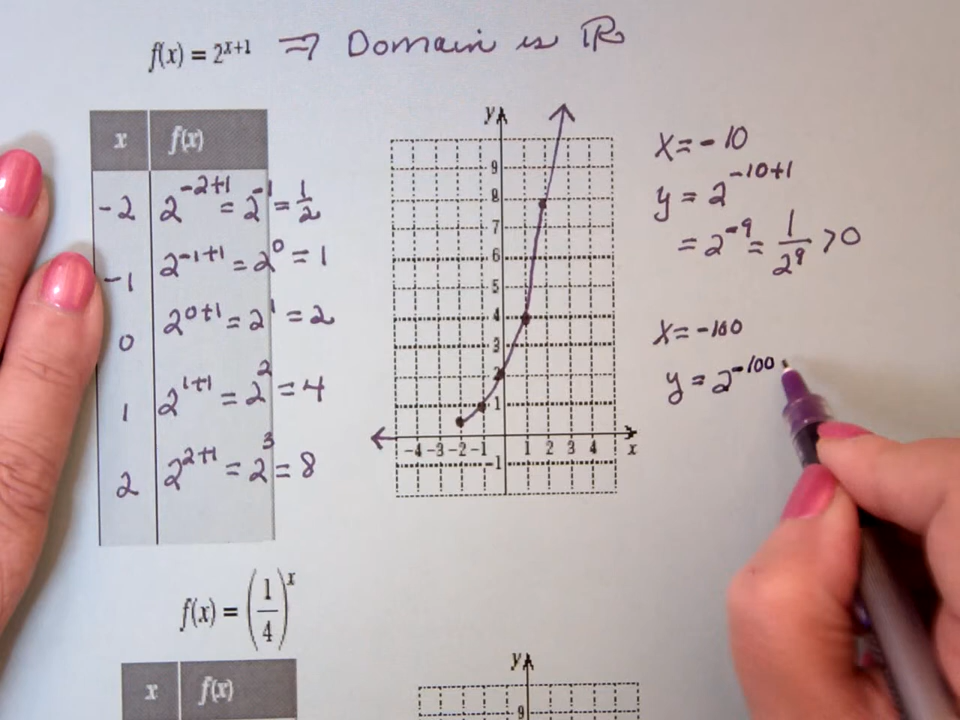 f(x) = 2^{x+1} ⇒ Domain is ℝ
x f(x)
-2 2^{-2+1} = 2^{-1} = 1/2
-1 2^{-1+1} = 2^0 = 1
0 2^{0+1} = 2^1 = 2
1 2^{1+1} = 2^2 = 4
2 2^{2+1} = 2^3 = 8
y
9
8
7
6
5
4
3
2
1
-4 -3 -2 -1 1 2 3 4 x
-1
x = -10
y = 2^{-10+1}
= 2^{-9} = 1/2^9 > 0
x = -100
y = 2^{-100}
f(x) = (1/4)^x
x f(x)
y
9